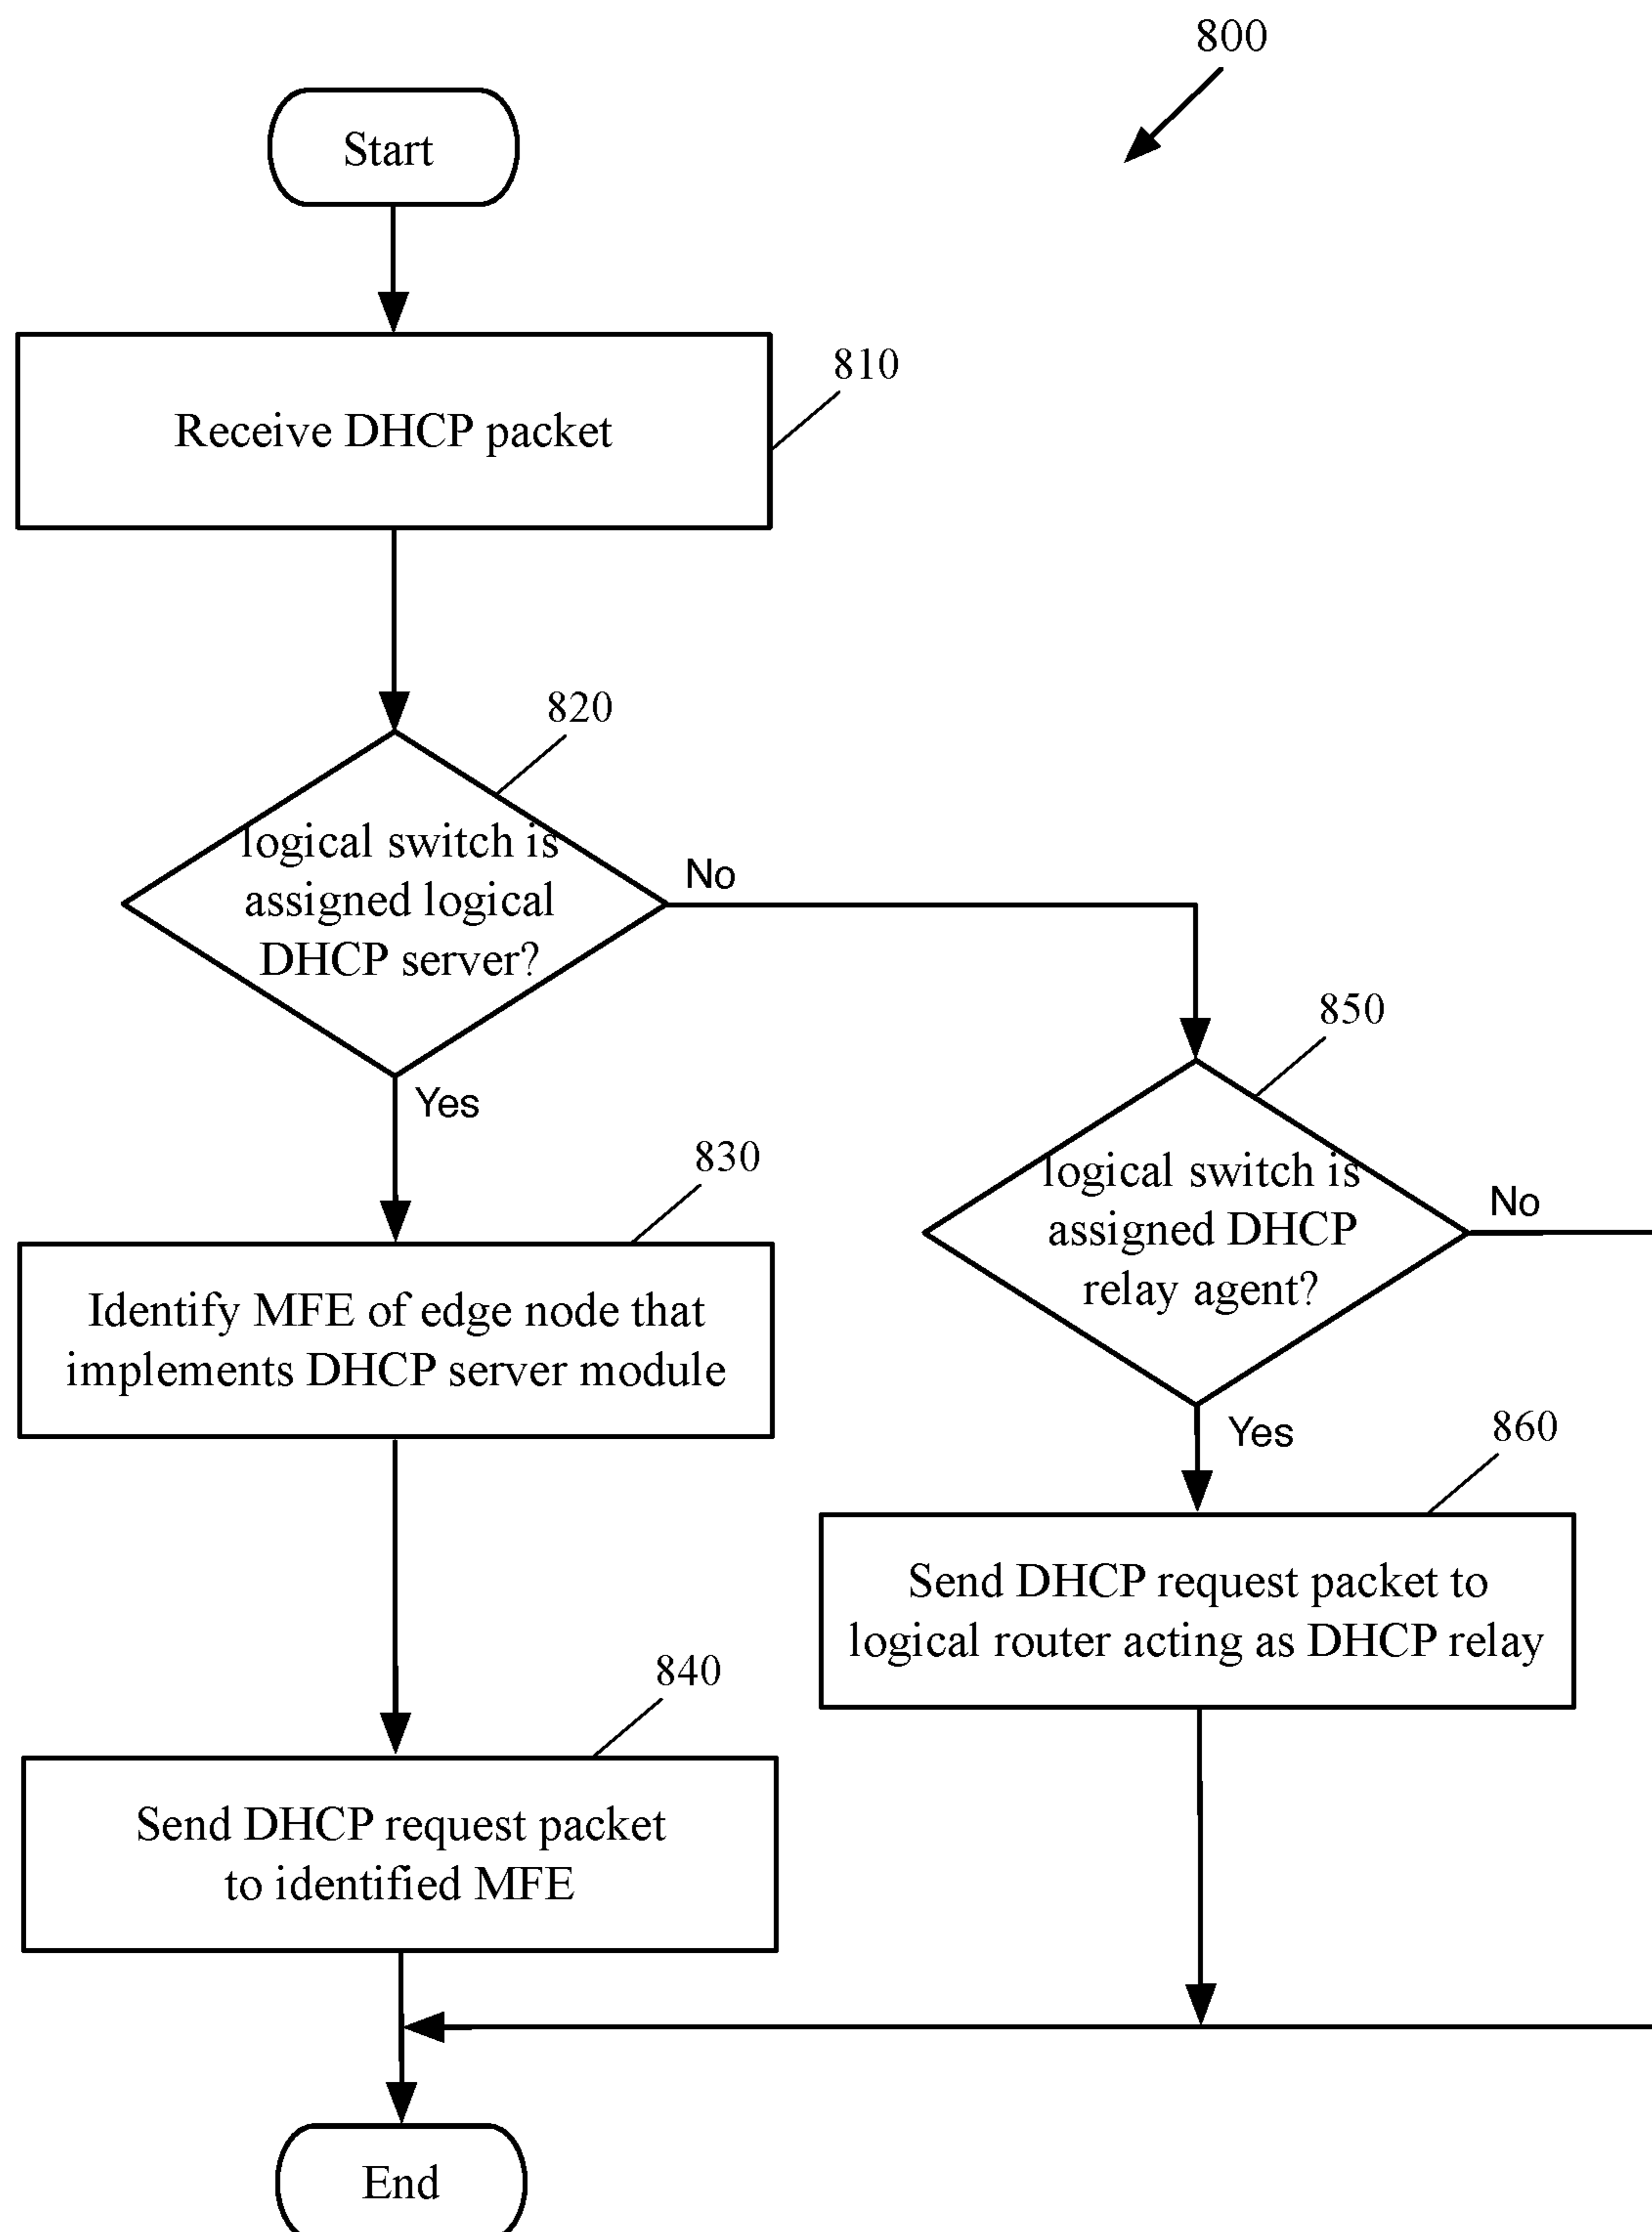 800
Start
810
Receive DHCP packet
820
logical switch is
assigned logical
DHCP server?
No
Yes
850
logical switch is
assigned DHCP
relay agent?
No
Yes
830
Identify MFE of edge node that
implements DHCP server module
860
Send DHCP request packet to
logical router acting as DHCP relay
840
Send DHCP request packet
to identified MFE
End